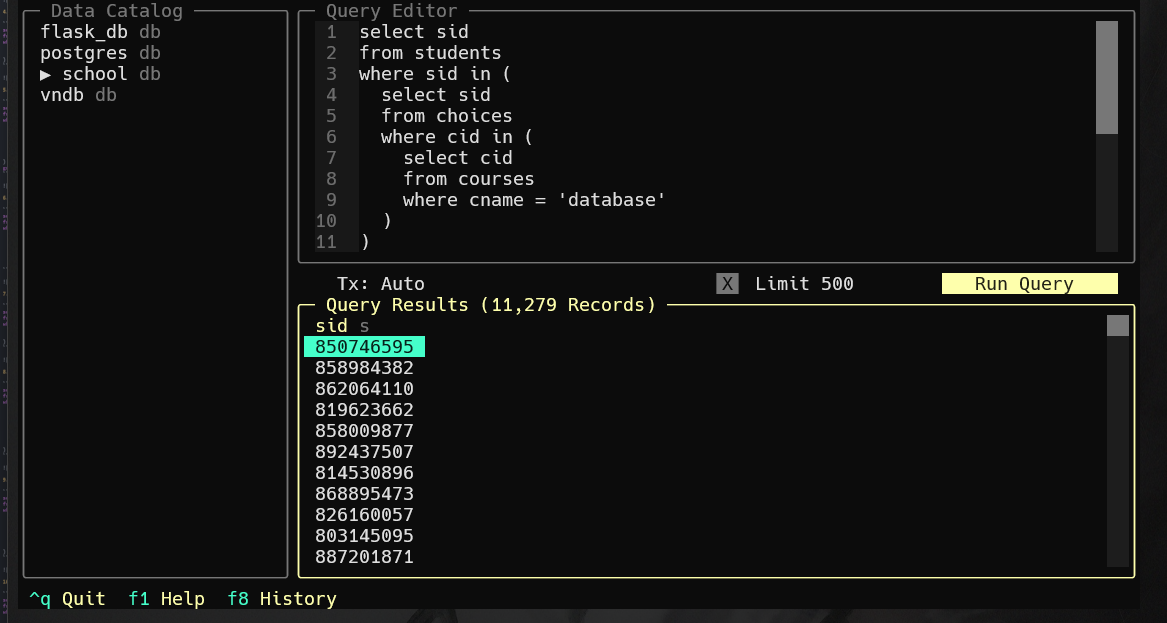 Data Catalog
flask_db db
postgres db
▶ school db
vndb db
Query Editor
1 select sid
2 from students
3 where sid in (
4   select sid
5   from choices
6   where cid in (
7     select cid
8     from courses
9     where cname = 'database'
10   )
11 )
Tx: Auto
X Limit 500
Run Query
Query Results (11,279 Records)
sid s
850746595
858984382
862064110
819623662
858009877
892437507
814530896
868895473
826160057
803145095
887201871
^q Quit f1 Help f8 History